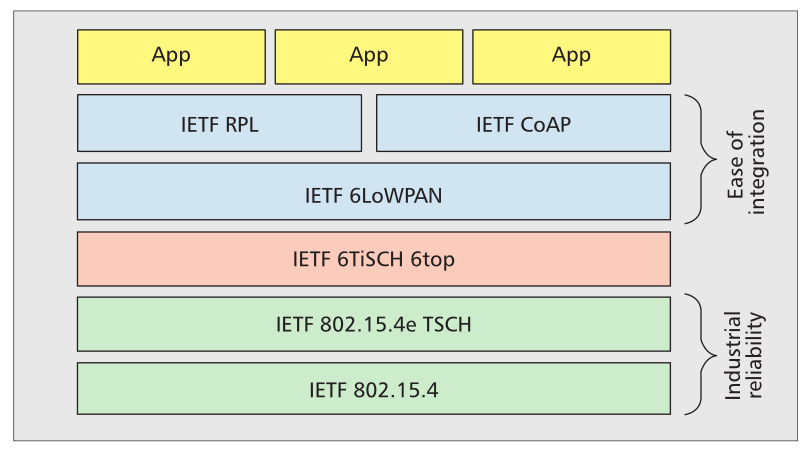 App App App
IETF RPL IETF CoAP
IETF 6LoWPAN
Ease of
integration
IETF 6TiSCH 6top
IETF 802.15.4e TSCH
IETF 802.15.4
Industrial
reliability